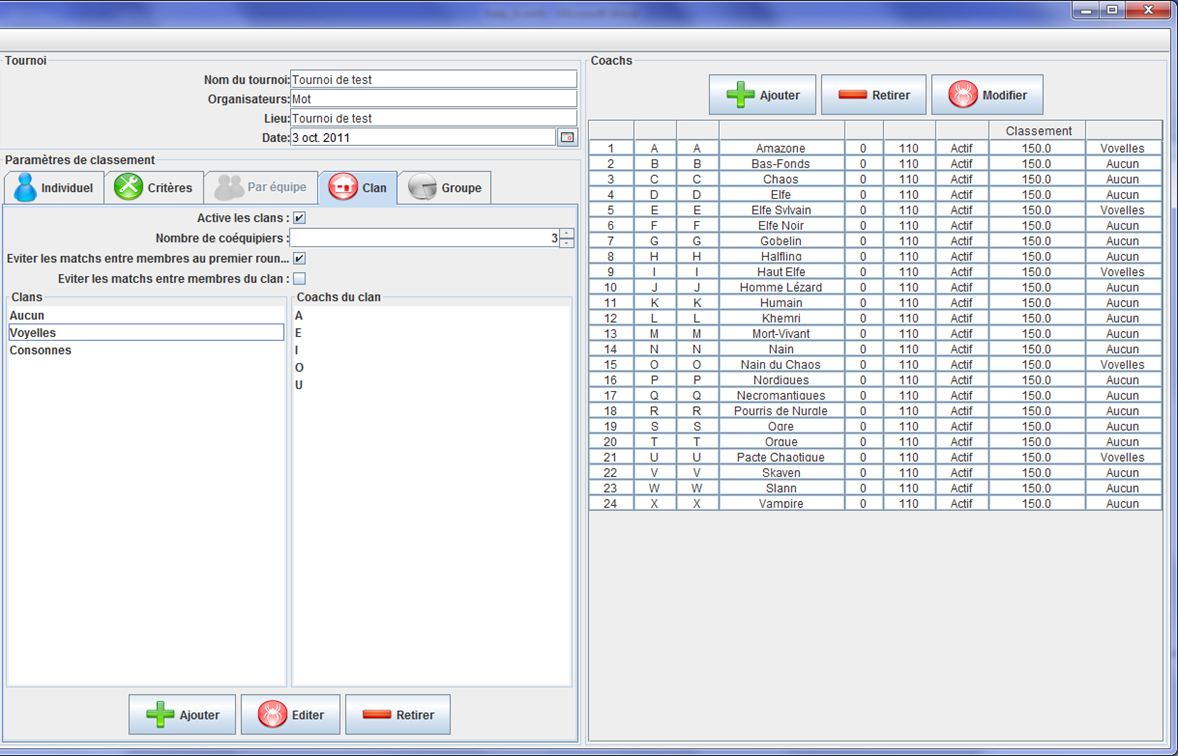 Tournoi
Nom du tournoi: Tournoi de test
Organisateurs: Mot
Lieu: Tournoi de test
Date: 3 oct. 2011
Paramètres de classement
Individuel Critères Par équipe Clan Groupe
Active les clans :
Nombre de coéquipiers : 3
Eviter les matchs entre membres au premier roun...
Eviter les matchs entre membres du clan :
Clans
Aucun
Voyelles
Consonnes
Coachs du clan
A
E
I
O
U
Ajouter Editer Retirer
Coachs
Ajouter Retirer Modifier
Classement
1 A A Amazone 0 110 Actif 150.0 Voyelles
2 B B Bas-Fonds 0 110 Actif 150.0 Aucun
3 C C Chaos 0 110 Actif 150.0 Aucun
4 D D Elfe 0 110 Actif 150.0 Aucun
5 E E Elfe Sylvain 0 110 Actif 150.0 Voyelles
6 F F Elfe Noir 0 110 Actif 150.0 Aucun
7 G G Gobelin 0 110 Actif 150.0 Aucun
8 H H Halfling 0 110 Actif 150.0 Aucun
9 I I Haut Elfe 0 110 Actif 150.0 Voyelles
10 J J Homme Lézard 0 110 Actif 150.0 Aucun
11 K K Humain 0 110 Actif 150.0 Aucun
12 L L Khemri 0 110 Actif 150.0 Aucun
13 M M Mort-Vivant 0 110 Actif 150.0 Aucun
14 N N Nain 0 110 Actif 150.0 Aucun
15 O O Nain du Chaos 0 110 Actif 150.0 Voyelles
16 P P Nordiques 0 110 Actif 150.0 Aucun
17 Q Q Necromantiques 0 110 Actif 150.0 Aucun
18 R R Pourris de Nurgle 0 110 Actif 150.0 Aucun
19 S S Ogre 0 110 Actif 150.0 Aucun
20 T T Orque 0 110 Actif 150.0 Aucun
21 U U Pacte Chaotique 0 110 Actif 150.0 Voyelles
22 V V Skaven 0 110 Actif 150.0 Aucun
23 W W Slann 0 110 Actif 150.0 Aucun
24 X X Vampire 0 110 Actif 150.0 Aucun